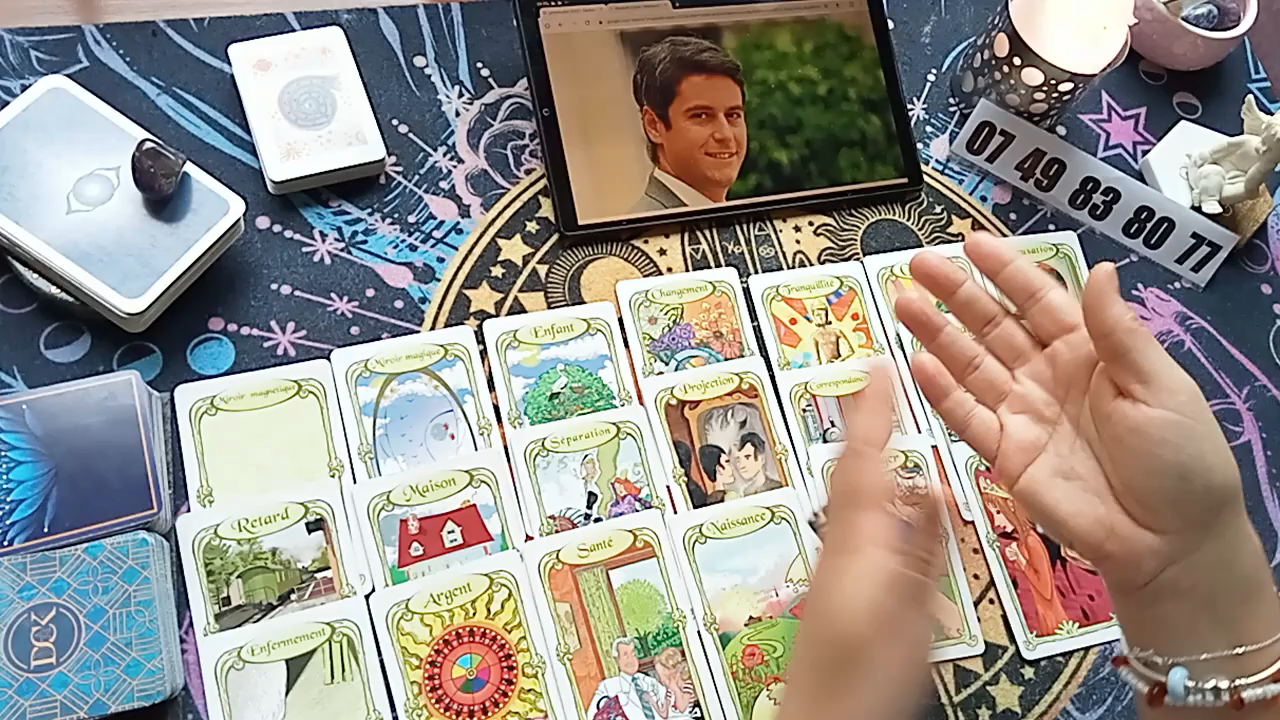 07 49 83 80 77
Changement
Tranquillité
Enfant
Miroir magique
Miroir magnétique
Projection
Correspondance
Séparation
Maison
Retard
Naissance
Santé
Argent
Enfermement
DCK